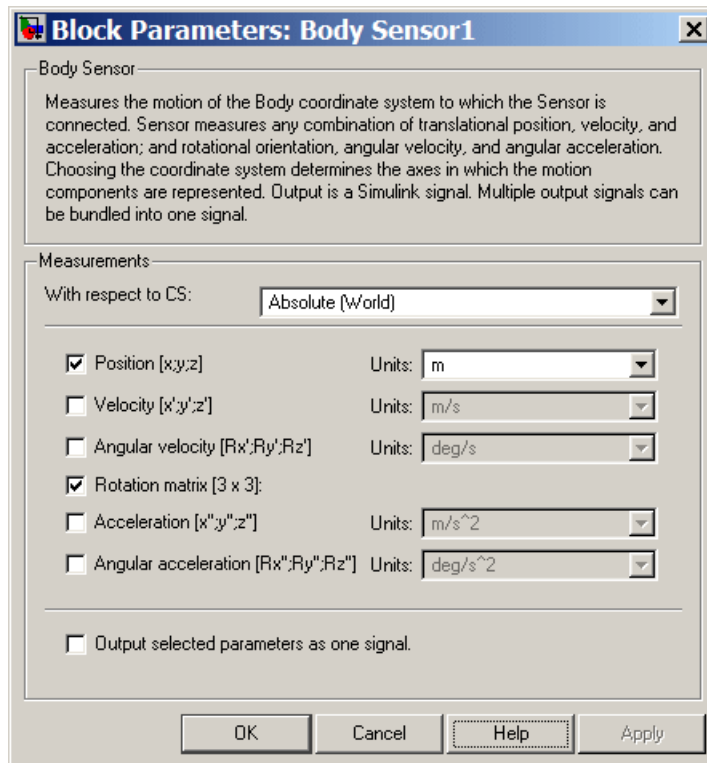 Block Parameters: Body Sensor1
Body Sensor
Measures the motion of the Body coordinate system to which the Sensor is
connected. Sensor measures any combination of translational position, velocity, and
acceleration; and rotational orientation, angular velocity, and angular acceleration.
Choosing the coordinate system determines the axes in which the motion
components are represented. Output is a Simulink signal. Multiple output signals can
be bundled into one signal.
Measurements
With respect to CS: Absolute (World)
Position [x;y;z] Units: m
Velocity [x';y';z'] Units: m/s
Angular velocity [Rx';Ry';Rz'] Units: deg/s
Rotation matrix [3 x 3]:
Acceleration [x";y";z"] Units: m/s^2
Angular acceleration [Rx";Ry";Rz"] Units: deg/s^2
Output selected parameters as one signal.
OK Cancel Help Apply